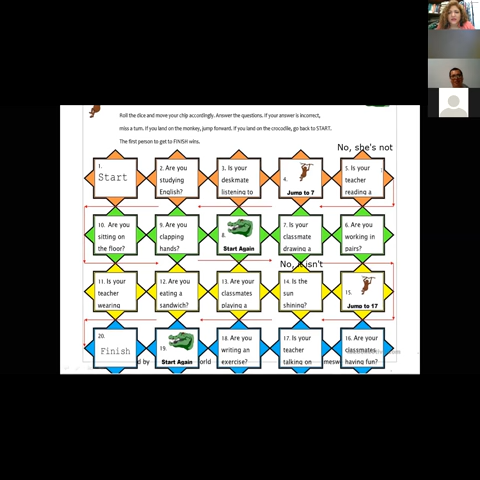 Roll the dice and move your chip accordingly. Answer the questions. If your answer is incorrect,
miss a turn. If you land on the monkey, jump forward. If you land on the crocodile, go back to START.
The first person to get to FINISH wins.
No, she's not
1.
Start
2. Are you
studying
English?
3. Is your
deskmate
listening to
4.
Jump to 7
5. Is your
teacher
reading a
10. Are you
sitting on
the floor?
9. Are you
clapping
hands?
8.
Start Again
7. Is your
classmate
drawing a
6. Are you
working in
pairs?
No, it isn't
11. Is your
teacher
wearing
12. Are you
eating a
sandwich?
13. Are your
classmates
playing a
14. Is the
sun
shining?
15.
Jump to 17
20.
Finish
19.
Start Again
18. Are you
writing an
exercise?
17. Is your
teacher
talking on
16. Are your
classmates
having fun?